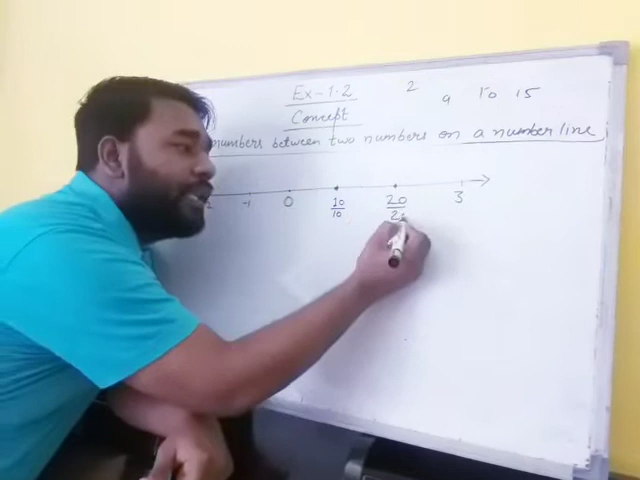 Ex-1.2
2 9 10 15
Concept
numbers between two numbers on a number line
-1 0 10/10 20/20 3